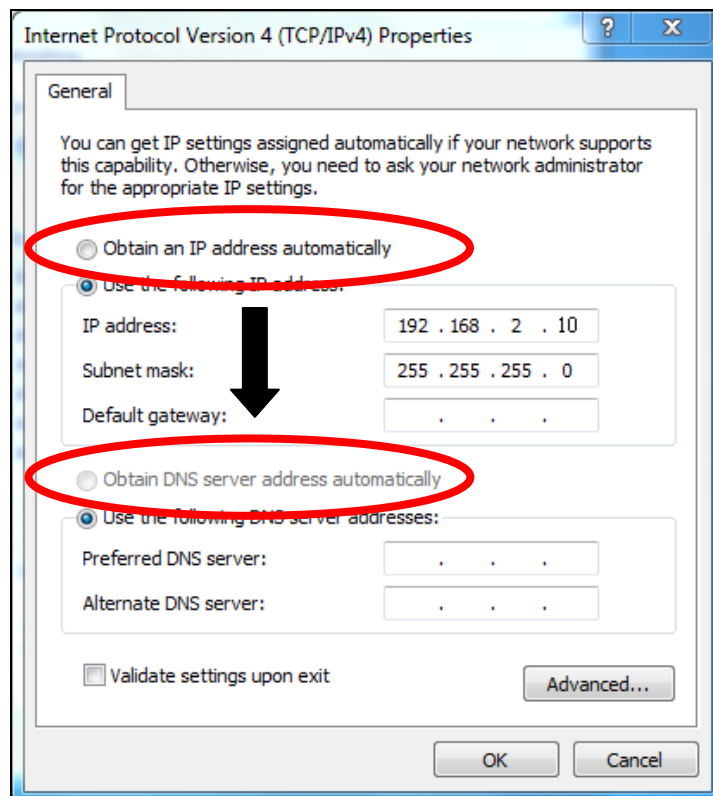 Internet Protocol Version 4 (TCP/IPv4) Properties
? X
General
You can get IP settings assigned automatically if your network supports
this capability. Otherwise, you need to ask your network administrator
for the appropriate IP settings.
Obtain an IP address automatically
Use the following IP address:
IP address: 192 . 168 . 2 . 10
Subnet mask: 255 . 255 . 255 . 0
Default gateway: . . .
Obtain DNS server address automatically
Use the following DNS server addresses:
Preferred DNS server: . . .
Alternate DNS server: . . .
Validate settings upon exit
Advanced...
OK Cancel